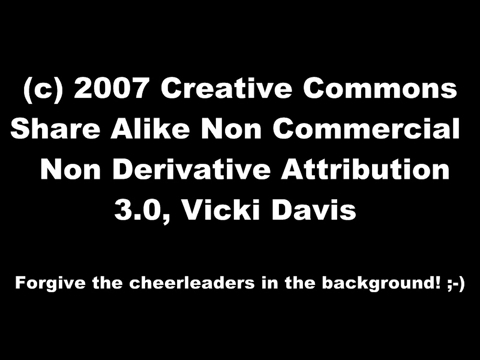 (c) 2007 Creative Commons
Share Alike Non Commercial
Non Derivative Attribution
3.0, Vicki Davis
Forgive the cheerleaders in the background! ;-)